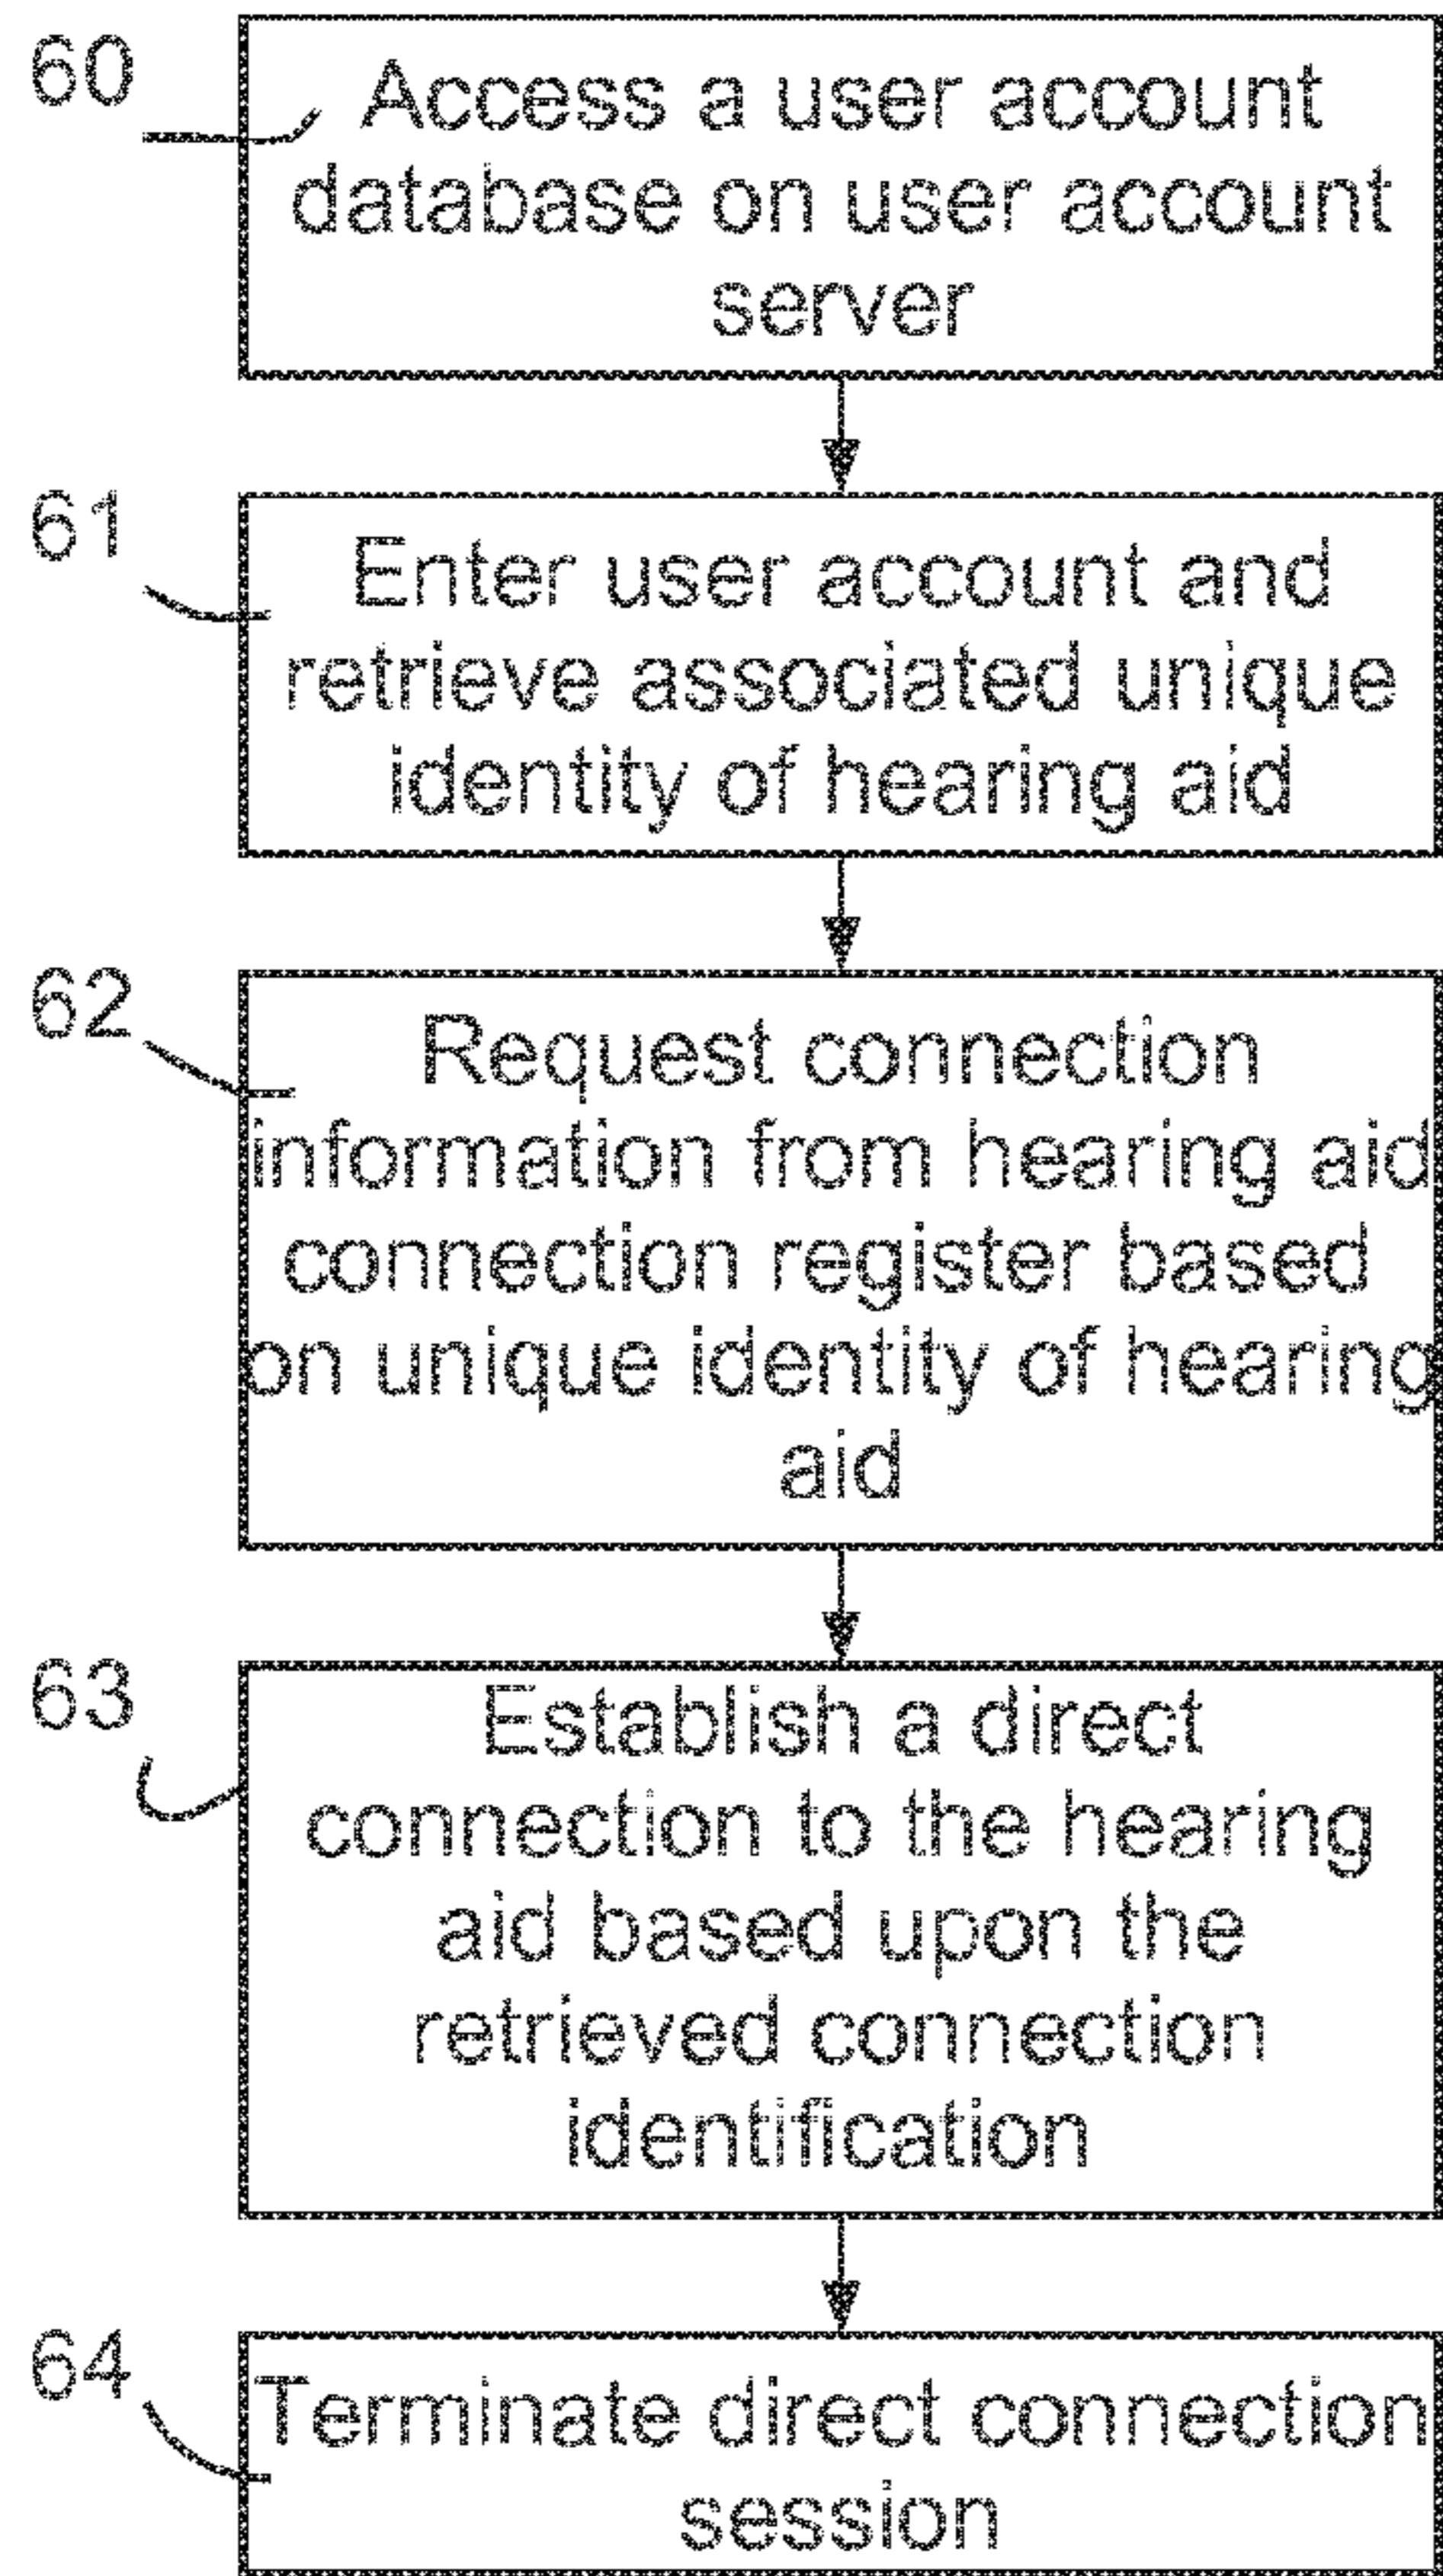 60
Access a user account
database on user account
server
61
Enter user account and
retrieve associated unique
identity of hearing aid
62
Request connection
information from hearing aid
connection register based
on unique identity of hearing
aid
63
Establish a direct
connection to the hearing
aid based upon the
retrieved connection
identification
64
Terminate direct connection
session